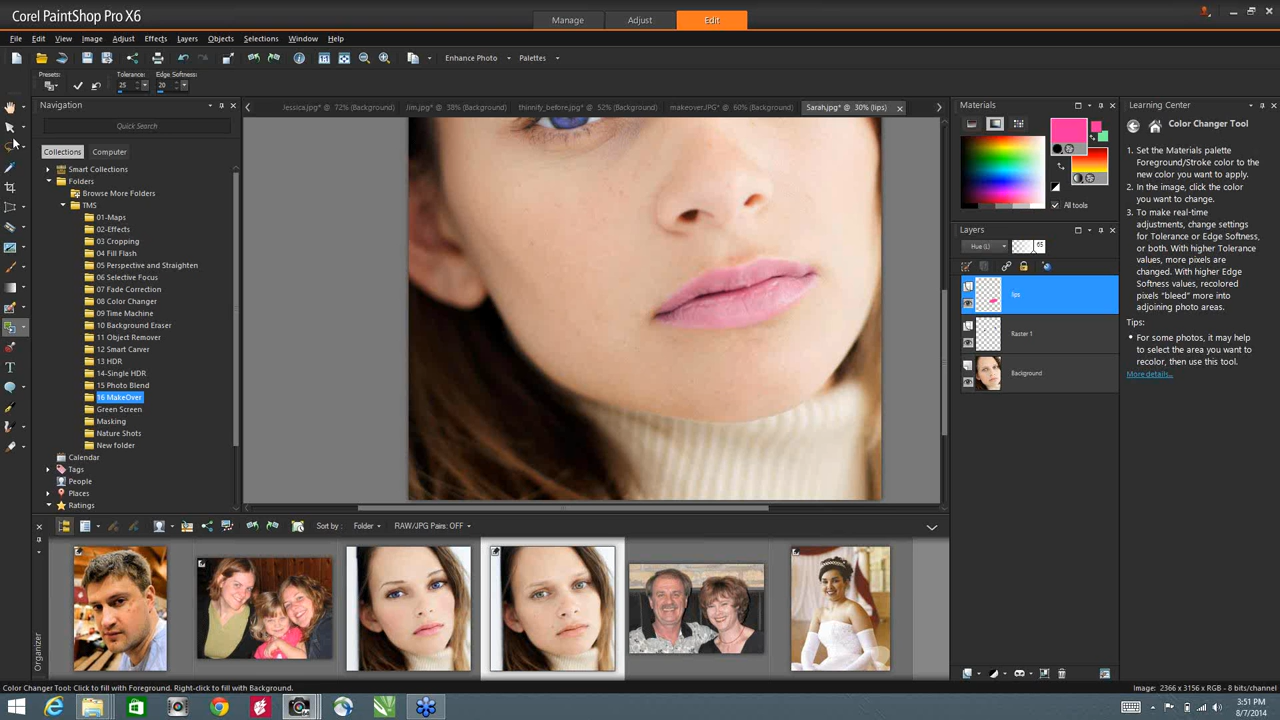 Corel PaintShop Pro X6
Manage
Adjust
Edit
File Edit View Image Adjust Effects Layers Objects Selections Window Help
Enhance Photo
Palettes
Presets:
Tolerance:
25
Edge Softness:
20
Navigation
Quick Search
Collections
Computer
Smart Collections
Folders
Browse More Folders
TMS
01-Maps
02-Effects
03 Cropping
04 Fill Flash
05 Perspective and Straighten
06 Selective Focus
07 Fade Correction
08 Color Changer
09 Time Machine
10 Background Eraser
11 Object Remover
12 Smart Carver
13 HDR
14-Single HDR
15 Photo Blend
16 MakeOver
Green Screen
Masking
Nature Shots
New folder
Calendar
Tags
People
Places
Ratings
Jessica.jpg* @ 72% (Background)
Jim.jpg* @ 38% (Background)
thinnify_before.jpg* @ 52% (Background)
makeover.JPG* @ 60% (Background)
Sarah.jpg* @ 30% (lips)
Materials
All tools
Layers
Hue (L)
65
lips
Raster 1
Background
Learning Center
Color Changer Tool
1. Set the Materials palette
Foreground/Stroke color to the
new color you want to apply.
2. In the image, click the color
you want to change.
3. To make real-time
adjustments, change settings
for Tolerance or Edge Softness,
or both. With higher Tolerance
values, more pixels are
changed. With higher Edge
Softness values, recolored
pixels "bleed" more into
adjoining photo areas.
Tips:
• For some photos, it may help
to select the area you want to
recolor, then use this tool.
More details...
Sort by : Folder
RAW/JPG Pairs: OFF
Organizer
Color Changer Tool: Click to fill with Foreground. Right-click to fill with Background.
Image: 2366 x 3156 x RGB - 8 bits/channel
3:51 PM
8/7/2014